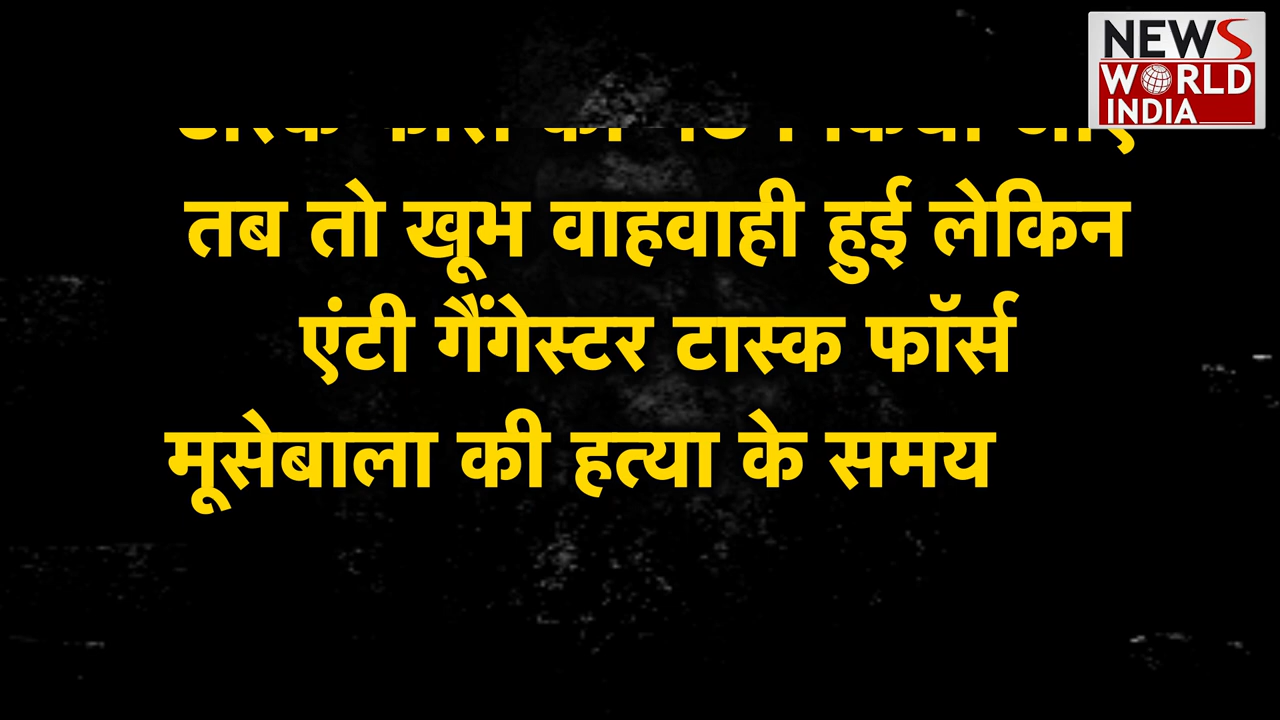 NEWS
WORLD
INDIA
तब तो खूभ वाहवाही हुई लेकिन
एंटी गैंगेस्टर टास्क फॉर्स
मूसेबाला की हत्या के समय